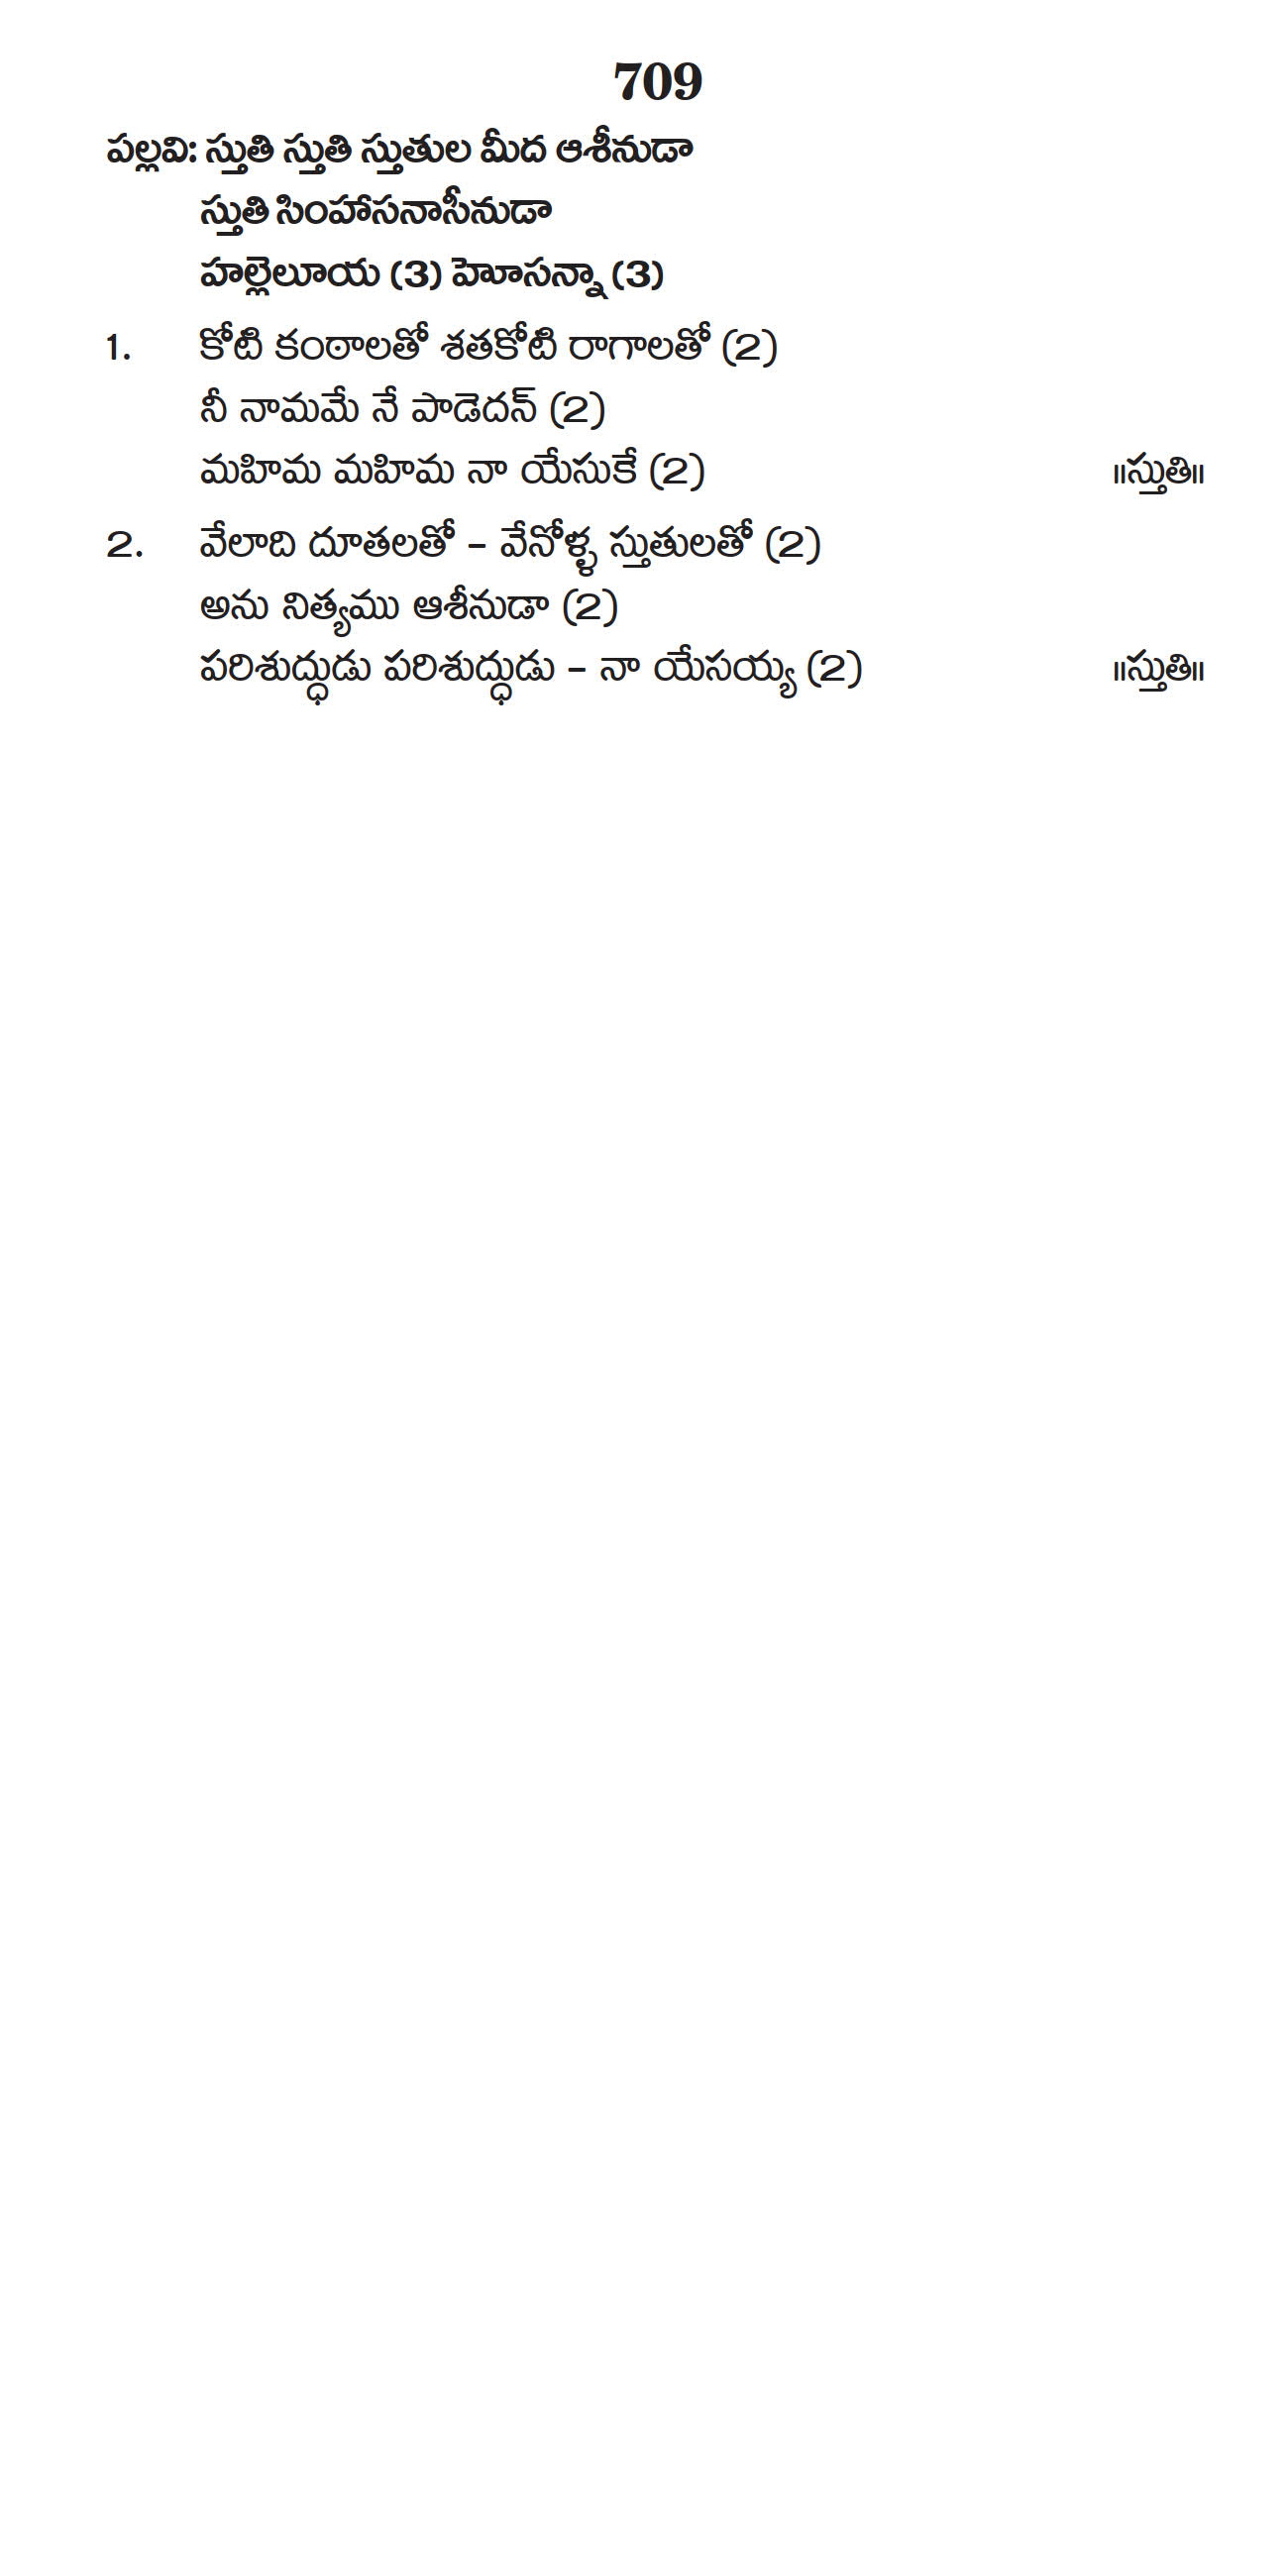 709
పల్లవి: స్తుతి స్తుతి స్తుతుల మీద ఆశీనుడా
స్తుతి సింహాసనాసీనుడా
హల్లెలూయ (3) హెూసన్నా (3)
1. కోటి కంఠాలతో శతకోటి రాగాలతో (2)
నీ నామమే నే పాడెదన్ (2)
మహిమ మహిమ నా యేసుకే (2) ॥స్తుతి॥
2. వేలాది దూతలతో – వేనోళ్ళ స్తుతులతో (2)
అను నిత్యము ఆశీనుడా (2)
పరిశుద్ధుడు పరిశుద్ధుడు – నా యేసయ్య (2) ॥స్తుతి॥